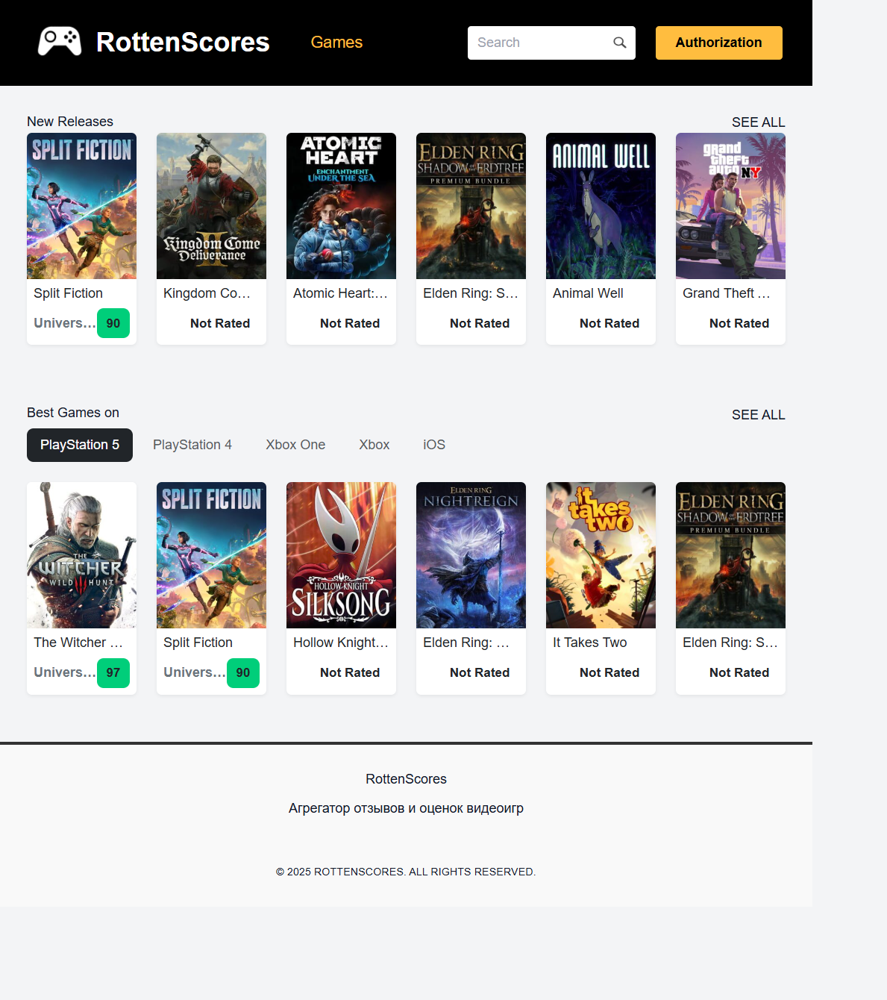 RottenScores
Games
Search
Authorization
New Releases
SEE ALL
SPLIT FICTION
Kingdom Come
Deliverance
II
ATOMIC
HEART
ENCHANTMENT
UNDER THE SEA
ELDEN RING
SHADOW OF THE ERDTREE
PREMIUM BUNDLE
ANIMAL WELL
grand
theft
auto NY
Split Fiction
Kingdom Co...
Atomic Heart:...
Elden Ring: S...
Animal Well
Grand Theft ...
Univers...
90
Not Rated
Not Rated
Not Rated
Not Rated
Not Rated
Best Games on
SEE ALL
PlayStation 5
PlayStation 4
Xbox One
Xbox
iOS
THE
WITCHER
WILD HUNT
SPLIT FICTION
HOLLOW KNIGHT
SILKSONG
ELDEN RING
NIGHTREIGN
it
takes
two
ELDEN RING
SHADOW OF THE ERDTREE
PREMIUM BUNDLE
The Witcher ...
Split Fiction
Hollow Knight...
Elden Ring: ...
It Takes Two
Elden Ring: S...
Univers...
97
Univers...
90
Not Rated
Not Rated
Not Rated
Not Rated
RottenScores
Агрегатор отзывов и оценок видеоигр
© 2025 ROTTENSCORES. ALL RIGHTS RESERVED.